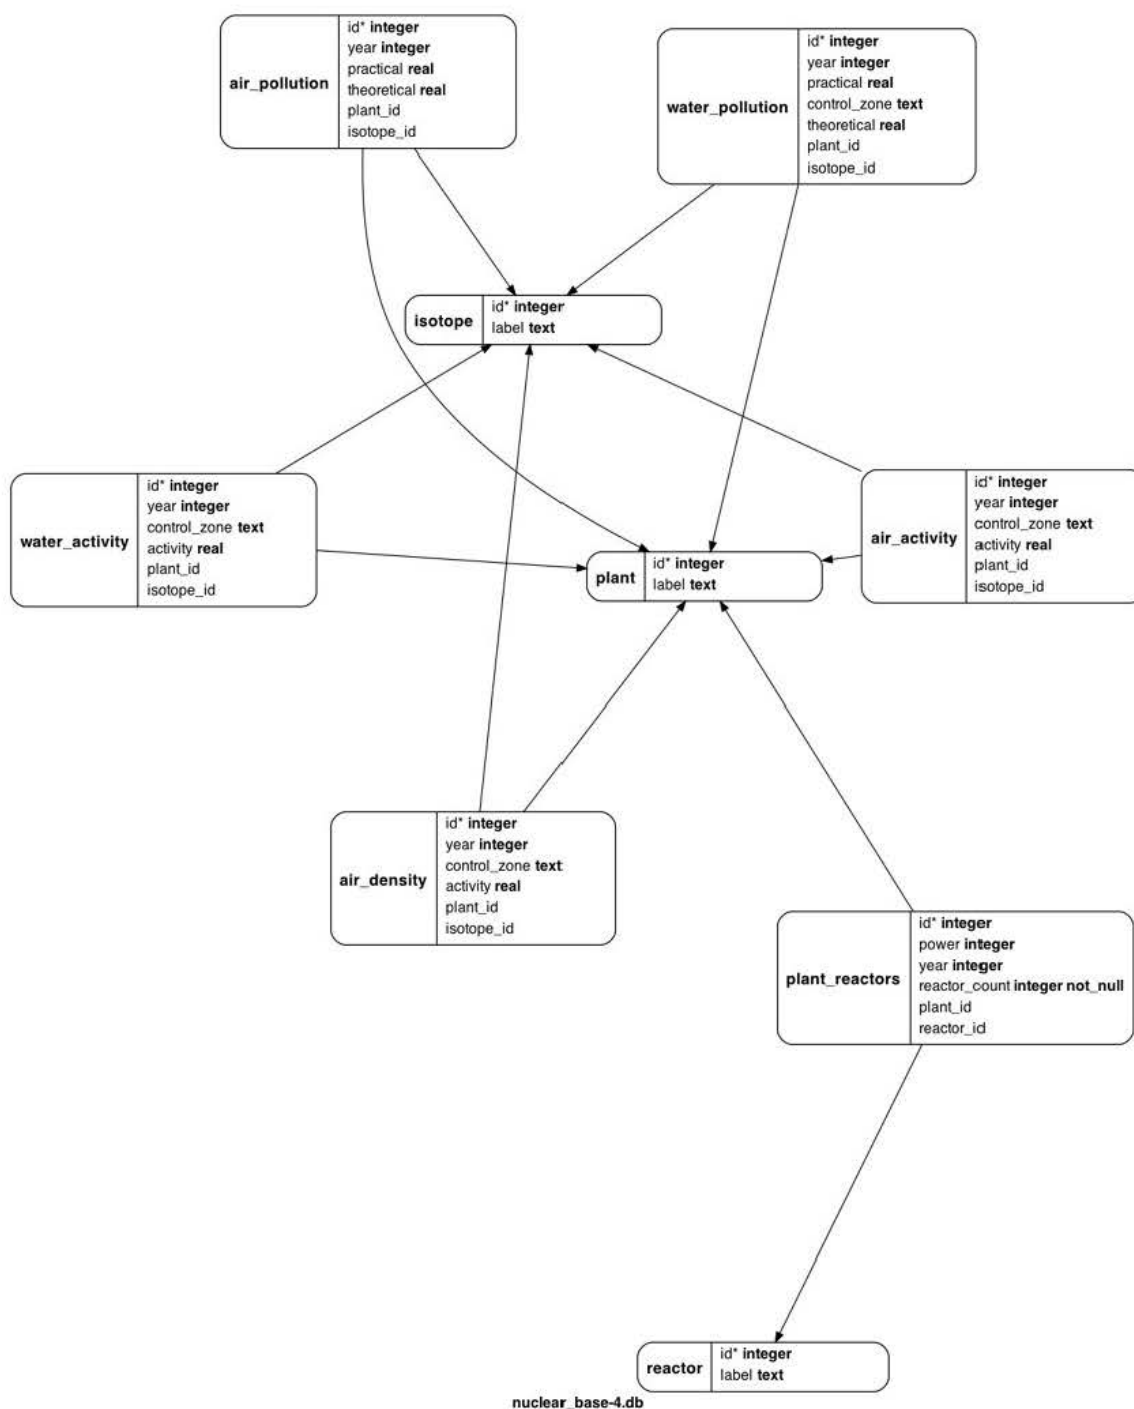 air_pollution
id* integer
year integer
practical real
theoretical real
plant_id
isotope_id
water_pollution
id* integer
year integer
practical real
control_zone text
theoretical real
plant_id
isotope_id
isotope
id* integer
label text
water_activity
id* integer
year integer
control_zone text
activity real
plant_id
isotope_id
plant
id* integer
label text
air_activity
id* integer
year integer
control_zone text
activity real
plant_id
isotope_id
air_density
id* integer
year integer
control_zone text
activity real
plant_id
isotope_id
plant_reactors
id* integer
power integer
year integer
reactor_count integer not_null
plant_id
reactor_id
reactor
id* integer
label text
nuclear_base-4.db